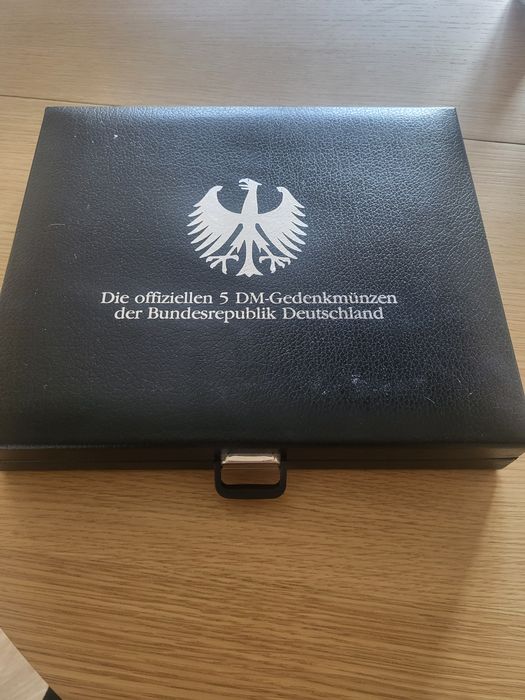 Die offiziellen 5 DM-Gedenkmünzen
der Bundesrepublik Deutschland